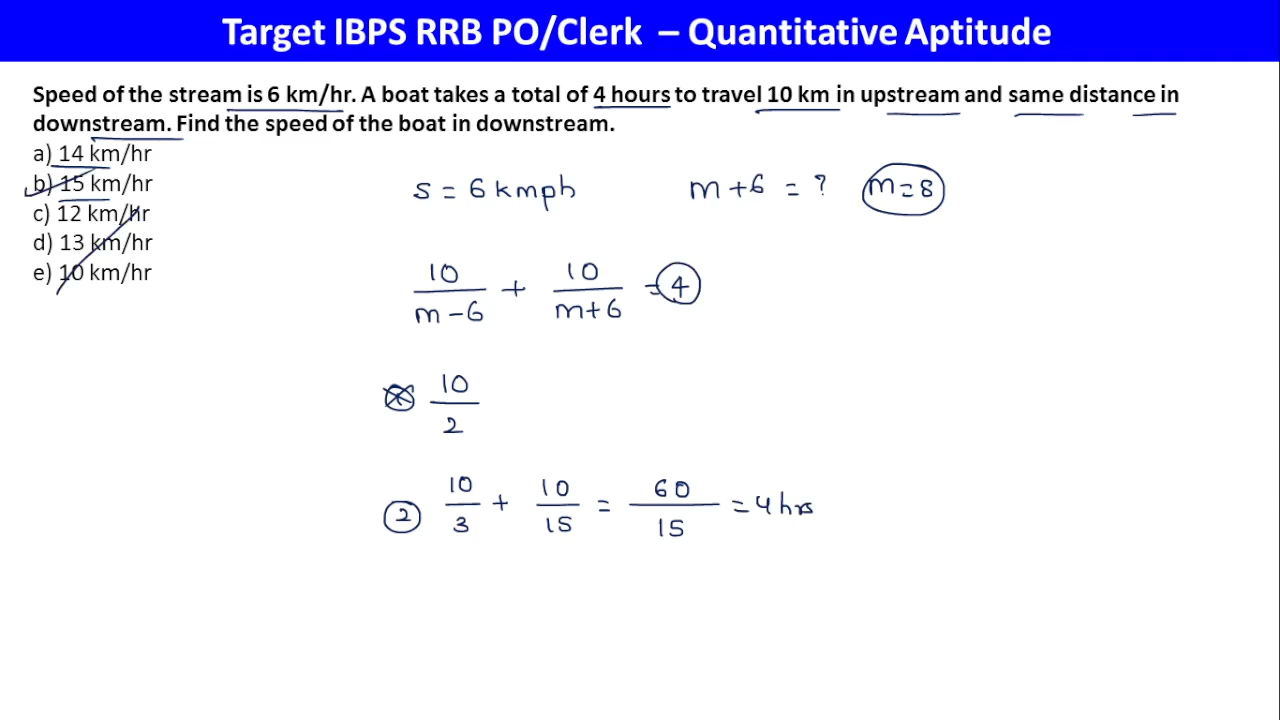 Target IBPS RRB PO/Clerk – Quantitative Aptitude
Speed of the stream is 6 km/hr. A boat takes a total of 4 hours to travel 10 km in upstream and same distance in
downstream. Find the speed of the boat in downstream.
a) 14 km/hr
b) 15 km/hr
c) 12 km/hr
d) 13 km/hr
e) 10 km/hr
s = 6 kmph m + 6 = ? m = 8
10/m-6 + 10/m+6 = 4
10/2
2 10/3 + 10/15 = 60/15 = 4 hrs